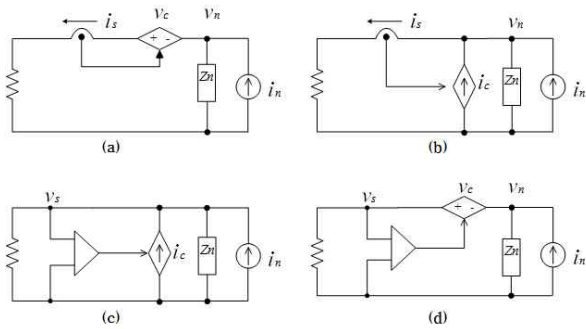 i_s v_c v_n
+ -
Zn i_n
(a)
i_s v_n
i_c Zn i_n
(b)
v_s
i_c Zn i_n
(c)
v_s v_c v_n
+ -
Zn i_n
(d)